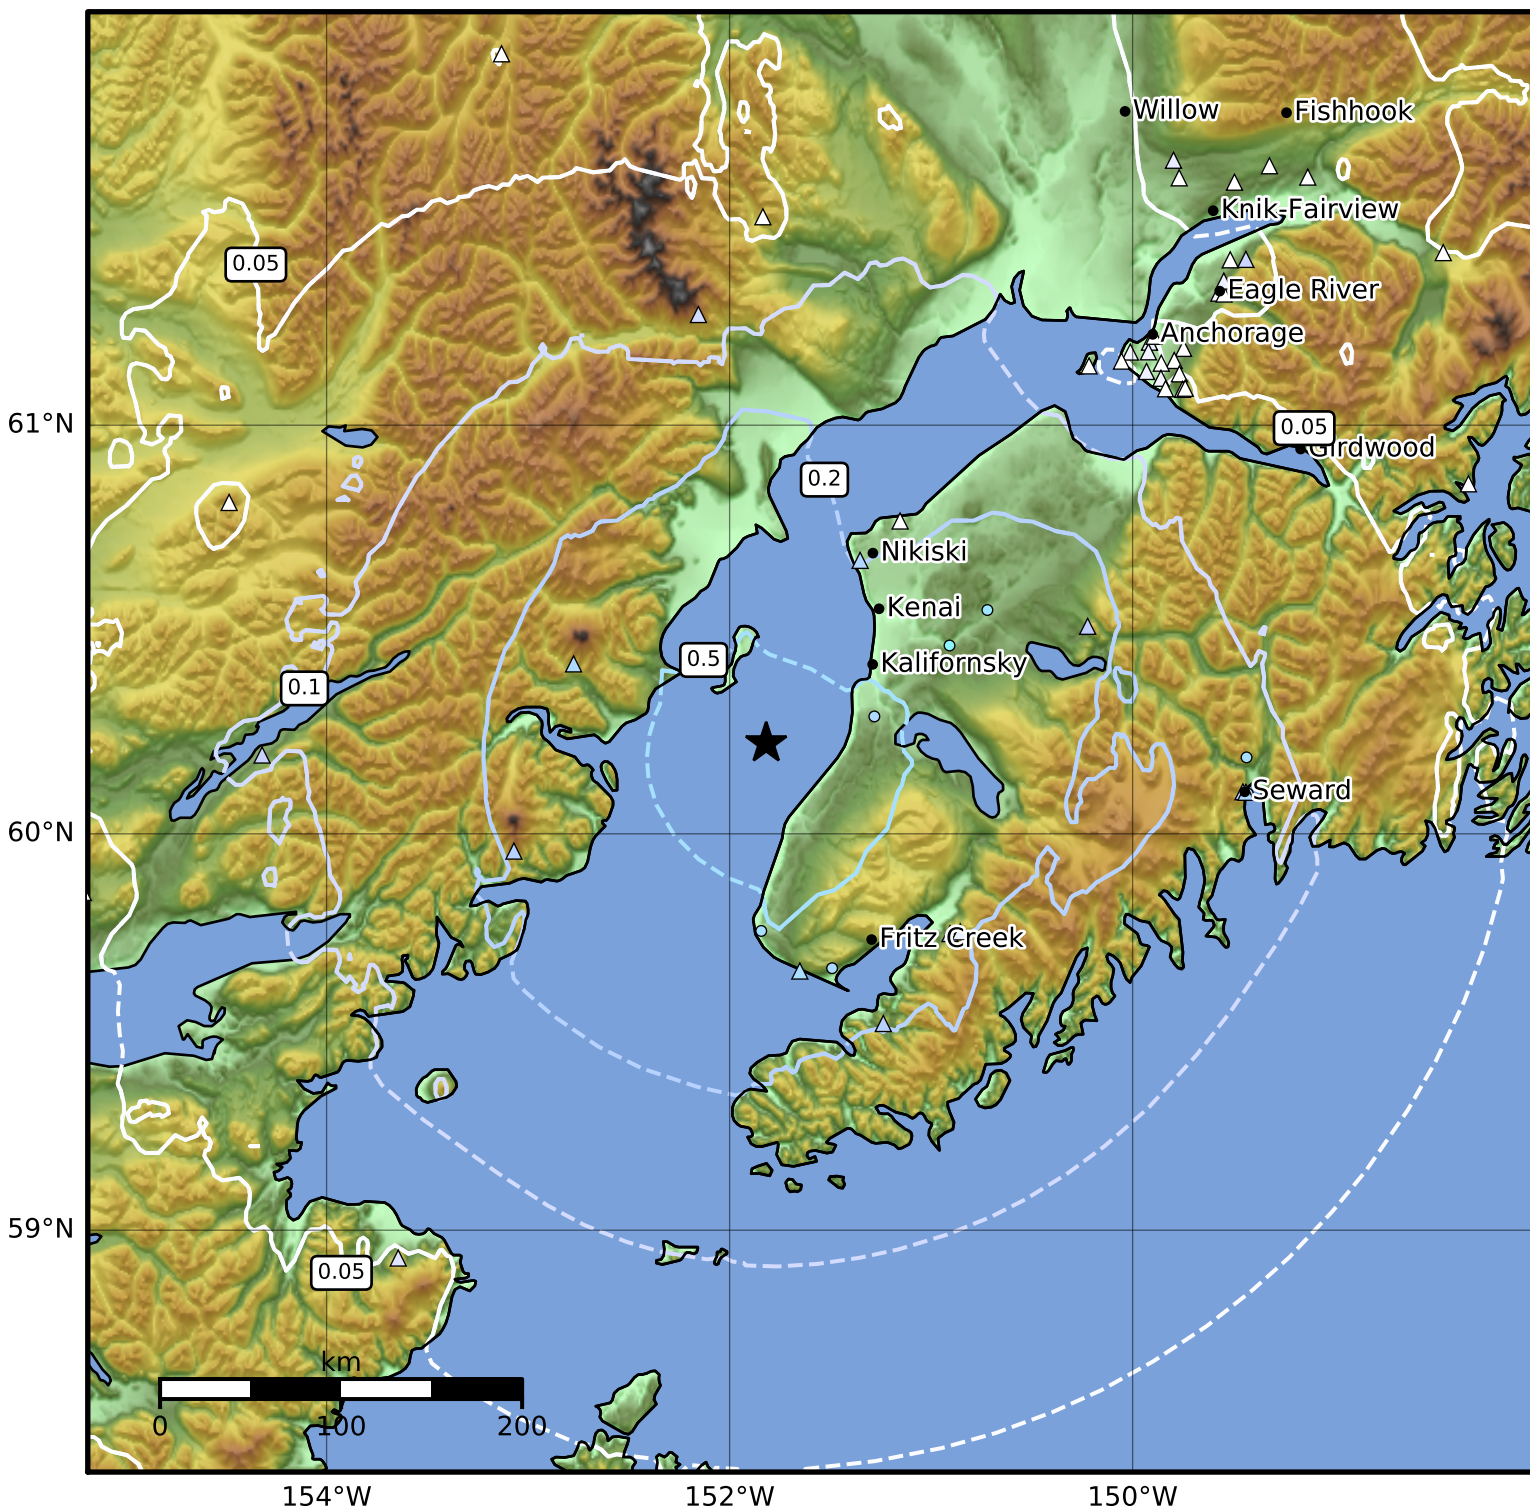 Willow
Fishhook
Knik-Fairview
0.05
Eagle River
Anchorage
61°N
0.05
Girdwood
0.2
Nikiski
Kenai
0.5
Kalifornsky
0.1
Seward
60°N
Fritz Creek
59°N
0.05
km
0
100
200
154°W
152°W
150°W